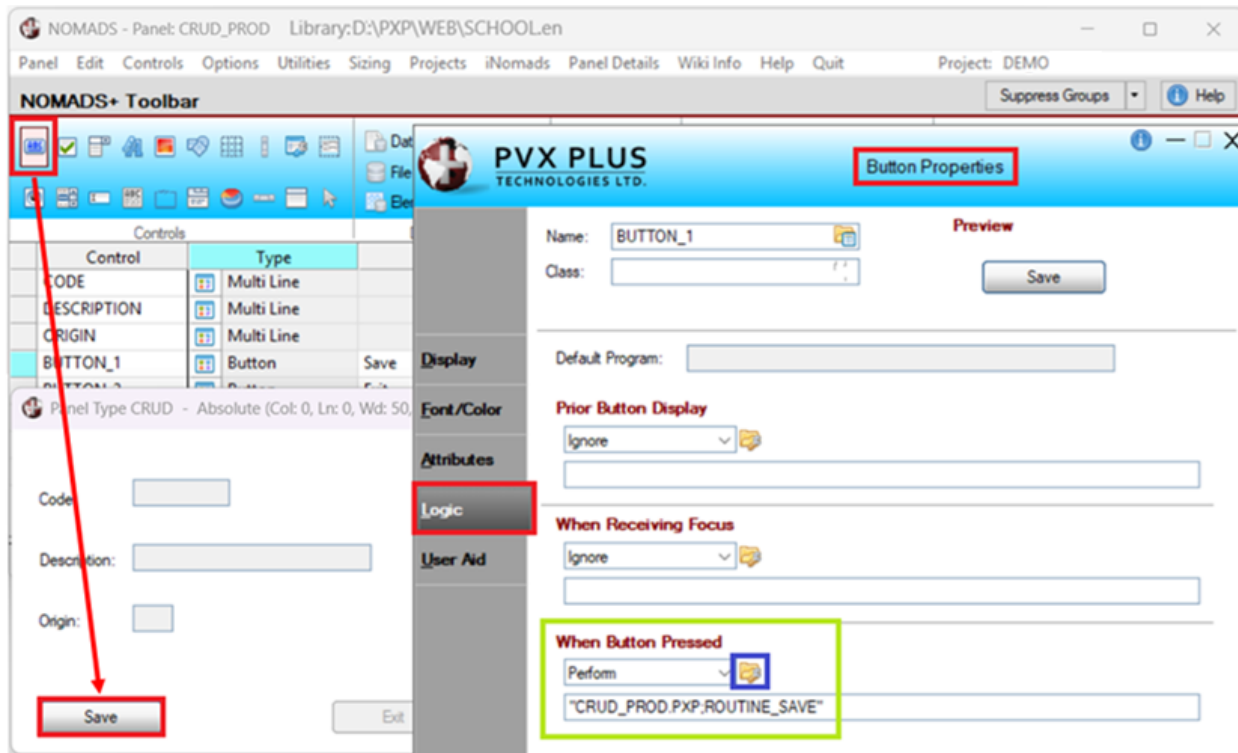 NOMADS - Panel: CRUD_PROD Library:D:\PXP\WEB\SCHOOL.en
Panel Edit Controls Options Utilities Sizing Projects iNomads Panel Details Wiki Info Help Quit Project: DEMO
NOMADS+ Toolbar
Suppress Groups Help
Dat
File
Ele
Controls
Control Type
CODE Multi Line
DESCRIPTION Multi Line
ORIGIN Multi Line
BUTTON_1 Button Save
Panel Type CRUD - Absolute (Col: 0, Ln: 0, Wd: 50,
Code:
Description:
Origin:
Save Exit
PVX PLUS
TECHNOLOGIES LTD.
Button Properties
Name: BUTTON_1
Class:
Preview
Save
Display
Font/Color
Attributes
Logic
User Aid
Default Program:
Prior Button Display
Ignore
When Receiving Focus
Ignore
When Button Pressed
Perform
"CRUD_PROD.PXP;ROUTINE_SAVE"